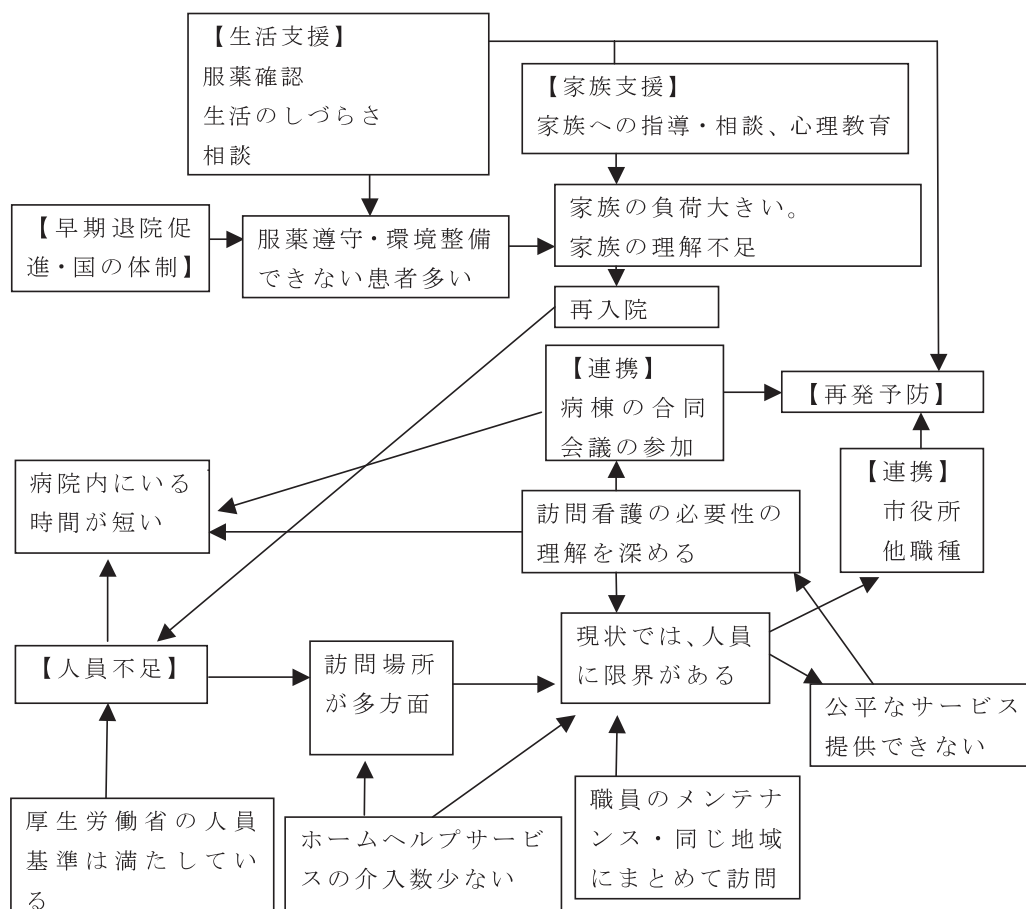 【生活支援】
服薬確認
生活のしづらさ
相談
【家族支援】
家族への指導・相談、心理教育
【早期退院促
進・国の体制】
服薬遵守・環境整備
できない患者多い
家族の負荷大きい。
家族の理解不足
再入院
【連携】
病棟の合同
会議の参加
【再発予防】
病院内にいる
時間が短い
訪問看護の必要性の
理解を深める
【連携】
市役所
他職種
【人員不足】
訪問場所
が多方面
現状では、人員
に限界がある
公平なサービス
提供できない
厚生労働省の人員
基準は満たしてい
る
ホームヘルプサービ
スの介入数少ない
職員のメンテナ
ンス・同じ地域
にまとめて訪問